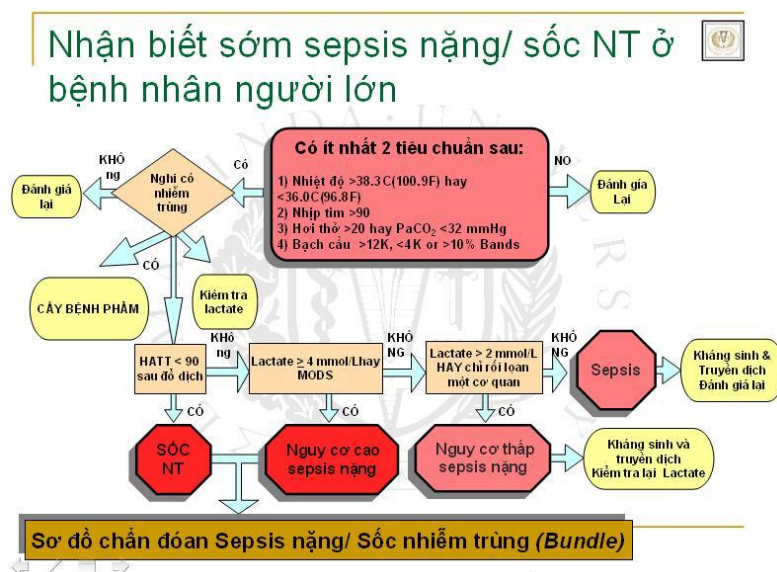 Nhận biết sớm sepsis nặng/ sốc NT ở
bệnh nhân người lớn
Có ít nhất 2 tiêu chuẩn sau:
1) Nhiệt độ >38.3C(100.9F) hay
<36.0C(96.8F)
2) Nhịp tim >90
3) Hơi thở >20 hay PaCO₂ <32 mmHg
4) Bạch cầu >12K, <4K or >10% Bands
NO
Đánh gía
Lại
Có
Nghi có
nhiễm
trùng
KHÔ
ng
Đánh giá
lại
CÓ
CẤY BỆNH PHẨM
Kiểm tra
lactate
HATT < 90
sau đổ dịch
KHÔ
ng
Lactate ≥ 4 mmol/Lhay
MODS
KHÔ
NG
Lactate > 2 mmol/L
HAY chỉ rối lọan
một cơ quan
KHÔ
NG
Sepsis
Kháng sinh &
Truyền dịch
Đánh giá lại
CÓ
CÓ
CÓ
SỐC
NT
Nguy cơ cao
sepsis nặng
Nguy cơ thấp
sepsis nặng
Kháng sinh và
truyền dịch
Kiểm tra lại Lactate
Sơ đồ chẩn đóan Sepsis nặng/ Sốc nhiễm trùng (Bundle)